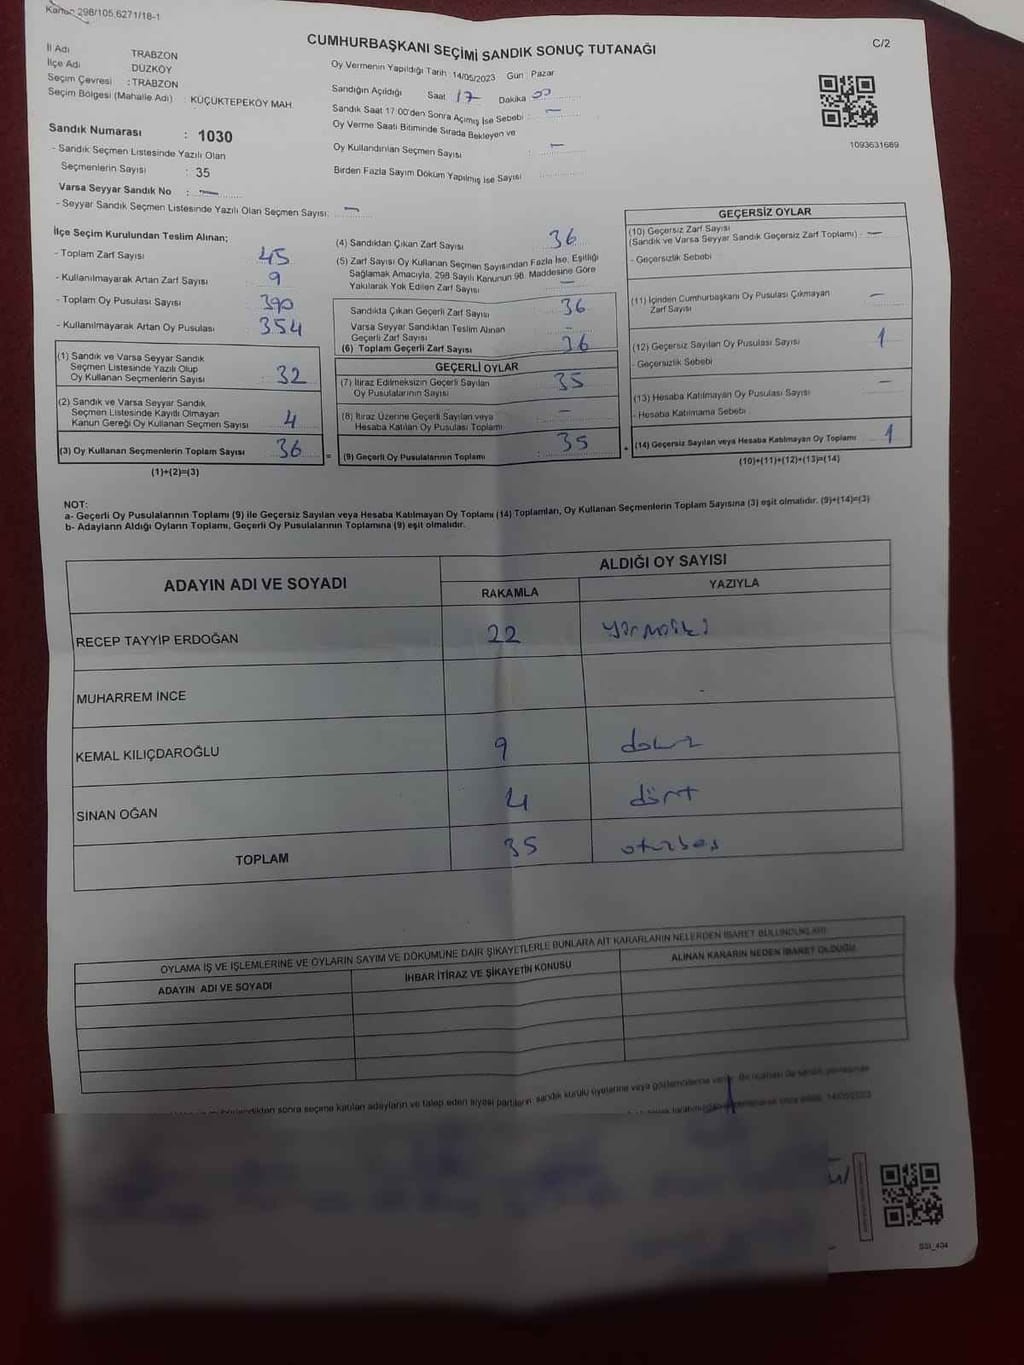 Kanun 298/105,6271/18-1
C/2
CUMHURBAŞKANI SEÇİMİ SANDIK SONUÇ TUTANAĞI
İl Adı TRABZON
İlçe Adı DÜZKÖY
Seçim Çevresi : TRABZON
Seçim Bölgesi (Mahalle Adı) : KÜÇÜKTEPEKÖY MAH.
Sandık Numarası : 1030
- Sandık Seçmen Listesinde Yazılı Olan
Seçmenlerin Sayısı : 35
Varsa Seyyar Sandık No : —
- Seyyar Sandık Seçmen Listesinde Yazılı Olan Seçmen Sayısı: —
Oy Vermenin Yapıldığı Tarih 14/05/2023 Gün : Pazar
Sandığın Açıldığı Saat 17 Dakika 00
Sandık Saat 17:00'den Sonra Açılmış İse Sebebi : —
Oy Verme Saati Bitiminde Sırada Bekleyen ve
Oy Kullandırılan Seçmen Sayısı : —
Birden Fazla Sayım Döküm Yapılmış İse Sayısı
1093631689
İlçe Seçim Kurulundan Teslim Alınan;
- Toplam Zarf Sayısı 45
- Kullanılmayarak Artan Zarf Sayısı 9
- Toplam Oy Pusulası Sayısı 390
- Kullanılmayarak Artan Oy Pusulası 354
(1) Sandık ve Varsa Seyyar Sandık
Seçmen Listesinde Yazılı Olup
Oy Kullanan Seçmenlerin Sayısı 32
(2) Sandık ve Varsa Seyyar Sandık
Seçmen Listesinde Kayıtlı Olmayan
Kanun Gereği Oy Kullanan Seçmen Sayısı 4
(3) Oy Kullanan Seçmenlerin Toplam Sayısı 36
(1)+(2)=(3)
(4) Sandıktan Çıkan Zarf Sayısı 36
(5) Zarf Sayısı Oy Kullanan Seçmen Sayısından Fazla İse, Eşitliği
Sağlamak Amacıyla, 298 Sayılı Kanunun 98. Maddesine Göre
Yakılarak Yok Edilen Zarf Sayısı —
Sandıkta Çıkan Geçerli Zarf Sayısı 36
Varsa Seyyar Sandıktan Teslim Alınan
Geçerli Zarf Sayısı —
(6) Toplam Geçerli Zarf Sayısı 36
GEÇERLİ OYLAR
(7) İtiraz Edilmeksizin Geçerli Sayılan
Oy Pusulalarının Sayısı 35
(8) İtiraz Üzerine Geçerli Sayılan veya
Hesaba Katılan Oy Pusulası Toplamı —
= (9) Geçerli Oy Pusulalarının Toplamı 35
GEÇERSİZ OYLAR
(10) Geçersiz Zarf Sayısı
(Sandık ve Varsa Seyyar Sandık Geçersiz Zarf Toplamı) - —
- Geçersizlik Sebebi
(11) İçinden Cumhurbaşkanı Oy Pusulası Çıkmayan
Zarf Sayısı —
(12) Geçersiz Sayılan Oy Pusulası Sayısı 1
- Geçersizlik Sebebi
(13) Hesaba Katılmayan Oy Pusulası Sayısı —
- Hesaba Katılmama Sebebi
+ (14) Geçersiz Sayılan veya Hesaba Katılmayan Oy Toplamı 1
(10)+(11)+(12)+(13)=(14)
NOT:
a- Geçerli Oy Pusulalarının Toplamı (9) ile Geçersiz Sayılan veya Hesaba Katılmayan Oy Toplamı (14) Toplamları, Oy Kullanan Seçmenlerin Toplam Sayısına (3) eşit olmalıdır. (9)+(14)=(3)
b- Adayların Aldığı Oyların Toplamı, Geçerli Oy Pusulalarının Toplamına (9) eşit olmalıdır.
ADAYIN ADI VE SOYADI
ALDIĞI OY SAYISI
RAKAMLA YAZIYLA
RECEP TAYYİP ERDOĞAN 22 yirmiiki
MUHARREM İNCE
KEMAL KILIÇDAROĞLU 9 dokuz
SİNAN OĞAN 4 dört
TOPLAM 35 otuzbeş
OYLAMA İŞ VE İŞLEMLERİNE VE OYLARIN SAYIM VE DÖKÜMÜNE DAİR ŞİKAYETLERLE BUNLARA AİT KARARLARIN NELERDEN İBARET BULUNDUKLARI
ADAYIN ADI VE SOYADI
İHBAR İTİRAZ VE ŞİKAYETİN KONUSU
ALINAN KARARIN NEDEN İBARET OLDUĞU
sonra seçime katılan adayların ve talep eden siyasi partilerin sandık kurulu üyelerine veya gözlemcilerine
14/05/2023